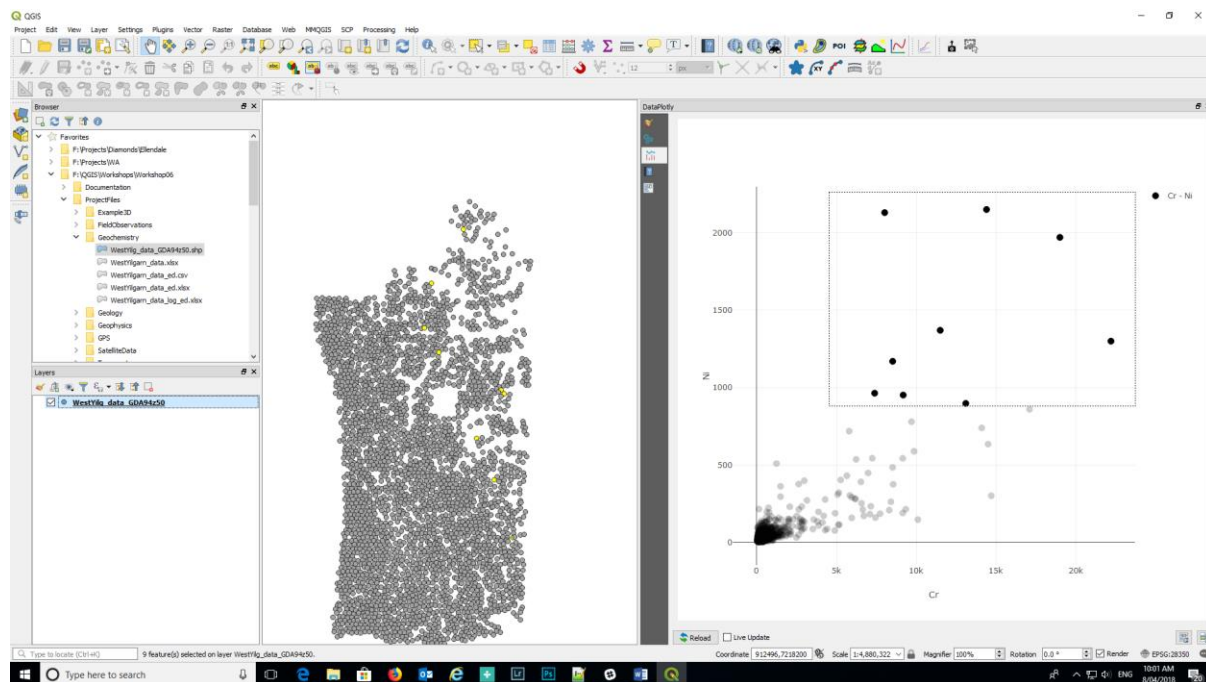 QGIS
Project Edit View Layer Settings Plugins Vector Raster Database Web MMQGIS SCP Processing Help
POI
12 px
XY
Browser
DataPlotly
Favorites
F:\Projects\Diamonds\Ellendale
F:\Projects\WA
F:\QGIS\Workshops\Workshop06
Documentation
ProjectFiles
Example3D
FieldObservations
Geochemistry
WestYilg_data_GDA94z50.shp
WestYilgarn_data.xlsx
WestYilgarn_data_ed.csv
WestYilgarn_data_ed.xlsx
WestYilgarn_data_log_ed.xlsx
Geology
Geophysics
GPS
SatelliteData
Layers
WestYilg_data_GDA94z50
Cr - Ni
2000
1500
1000
500
0
Ni
0 5k 10k 15k 20k
Cr
Reload Live Update
Type to locate (Ctrl+K) 9 feature(s) selected on layer WestYilg_data_GDA94z50. Coordinate 912496,7218200 Scale 1:4,880,322 Magnifier 100% Rotation 0.0 ° Render EPSG:28350
Type here to search
ENG
10:01 AM
8/04/2018